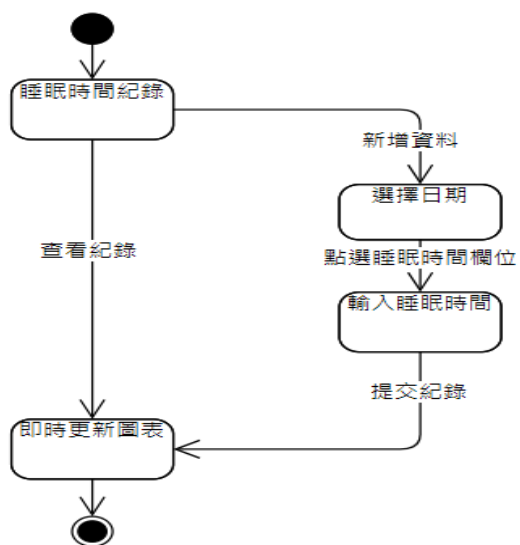 睡眠時間紀錄
新增資料
選擇日期
查看紀錄
點選睡眠時間欄位
輸入睡眠時間
提交紀錄
即時更新圖表